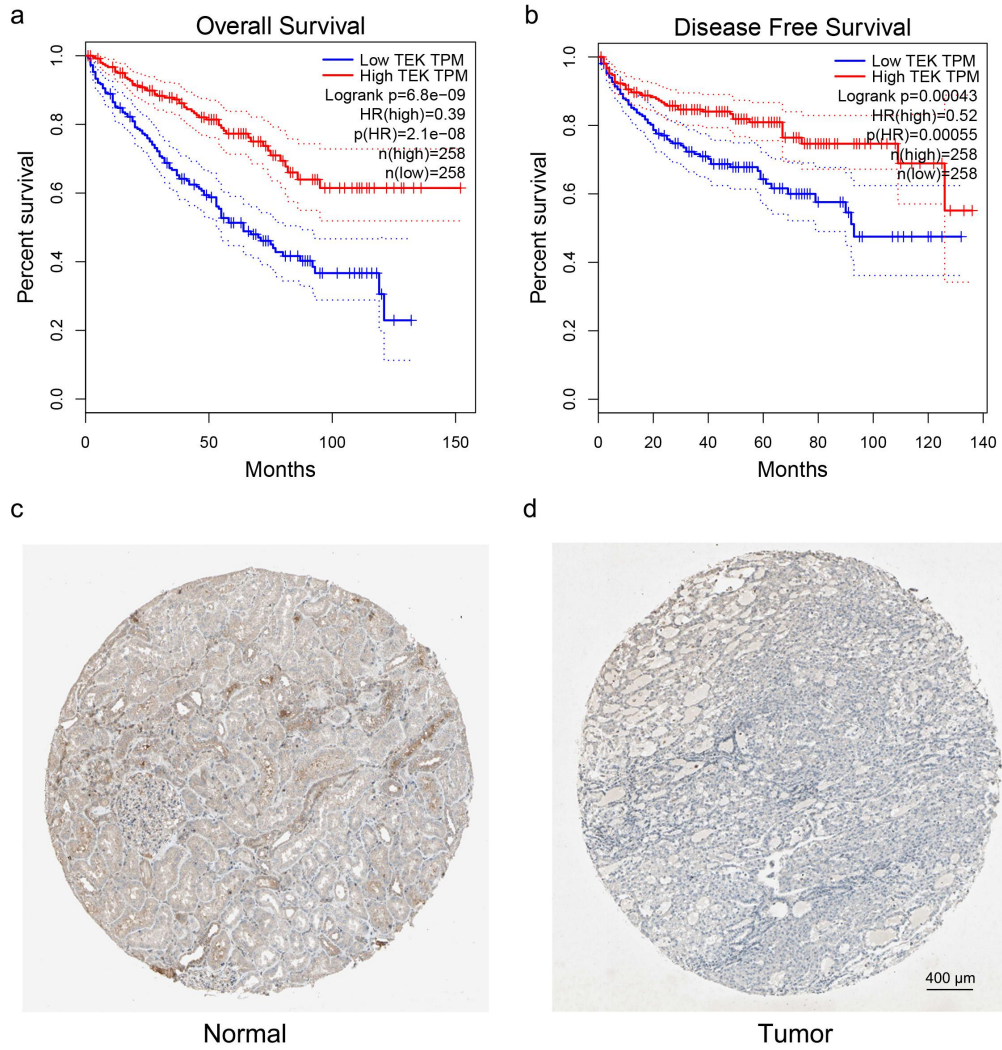 a
Overall Survival
Low TEK TPM
High TEK TPM
Logrank p=6.8e−09
HR(high)=0.39
p(HR)=2.1e−08
n(high)=258
n(low)=258
Percent survival
1.0
0.8
0.6
0.4
0.2
0.0
0
50
100
150
Months
b
Disease Free Survival
Low TEK TPM
High TEK TPM
Logrank p=0.00043
HR(high)=0.52
p(HR)=0.00055
n(high)=258
n(low)=258
Percent survival
1.0
0.8
0.6
0.4
0.2
0.0
0
20
40
60
80
100
120
140
Months
c
Normal
d
400 µm
Tumor